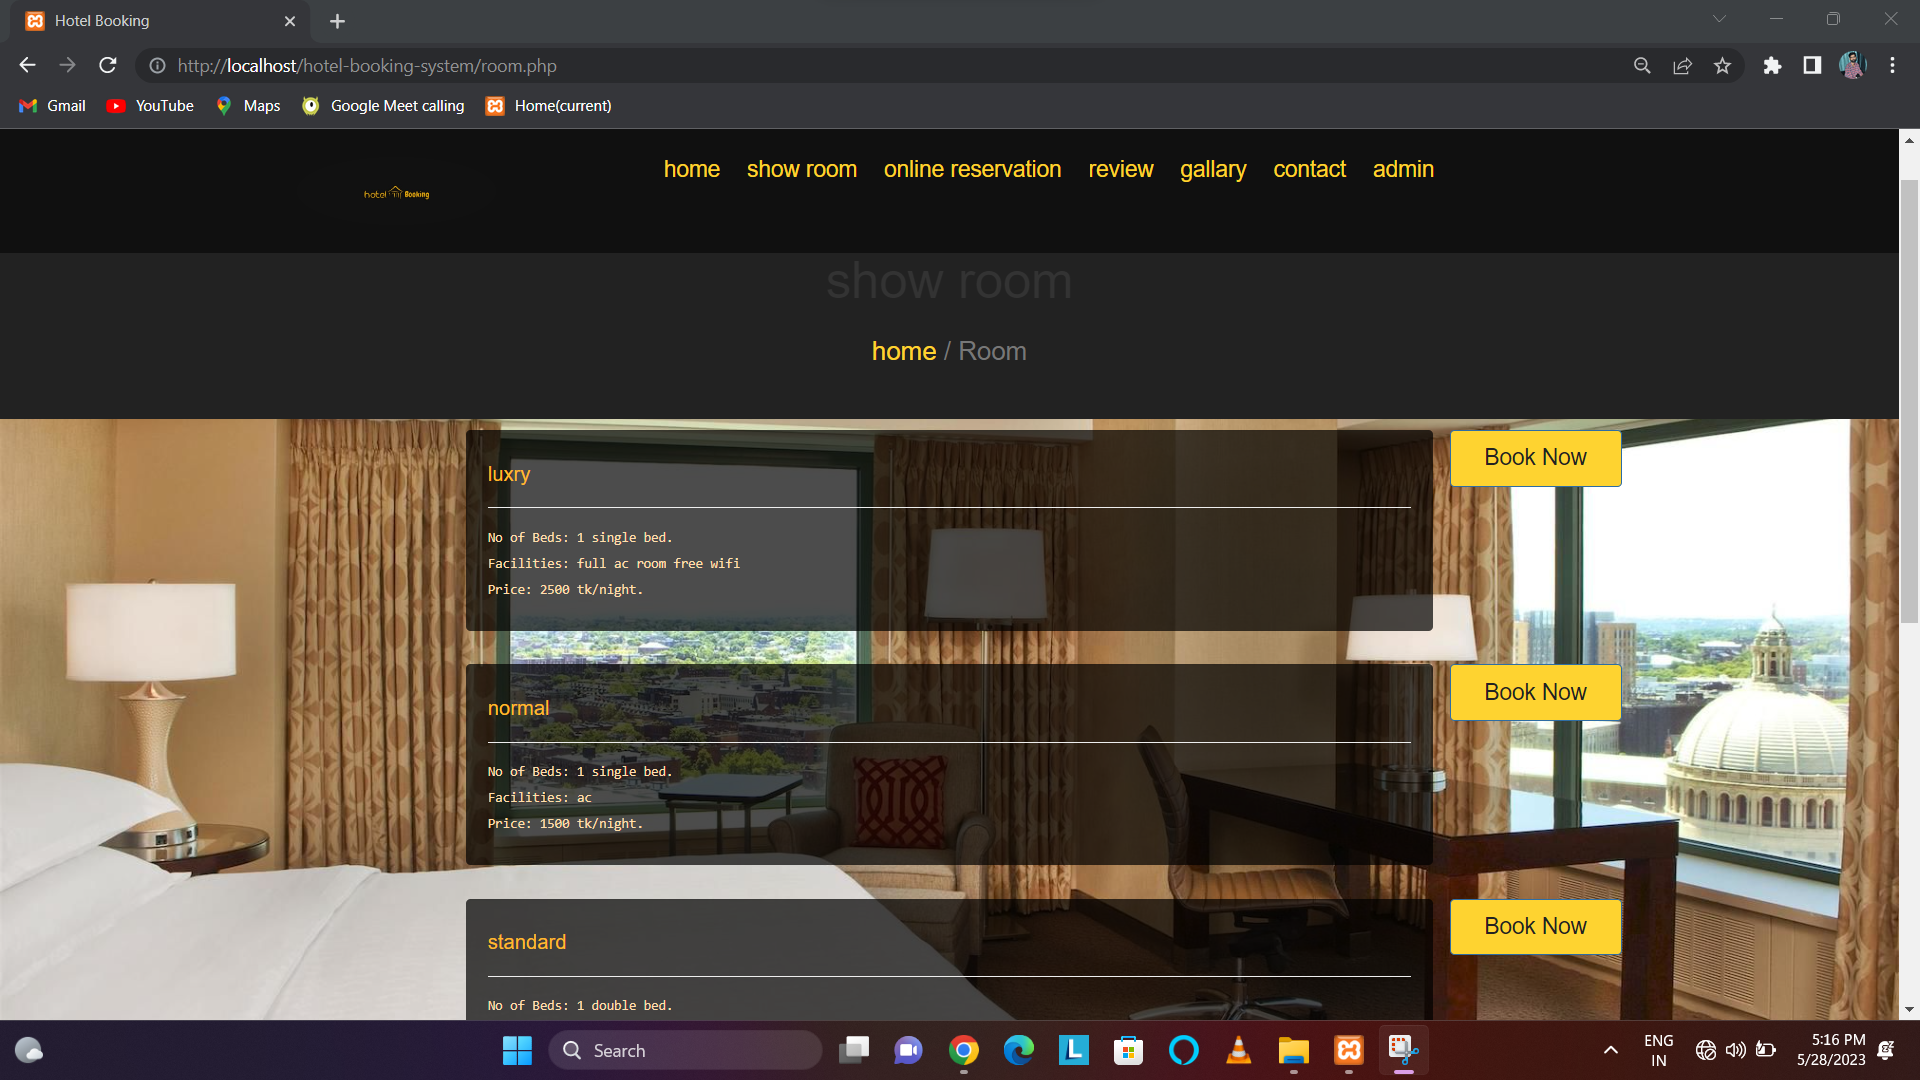 Hotel Booking
http://localhost/hotel-booking-system/room.php
Gmail YouTube Maps Google Meet calling Home(current)
hotel Booking
home show room online reservation review gallary contact admin
show room
home / Room
luxry
Book Now
No of Beds: 1 single bed.
Facilities: full ac room free wifi
Price: 2500 tk/night.
normal
Book Now
No of Beds: 1 single bed.
Facilities: ac
Price: 1500 tk/night.
standard
Book Now
No of Beds: 1 double bed.
Search
ENG
IN
5:16 PM
5/28/2023